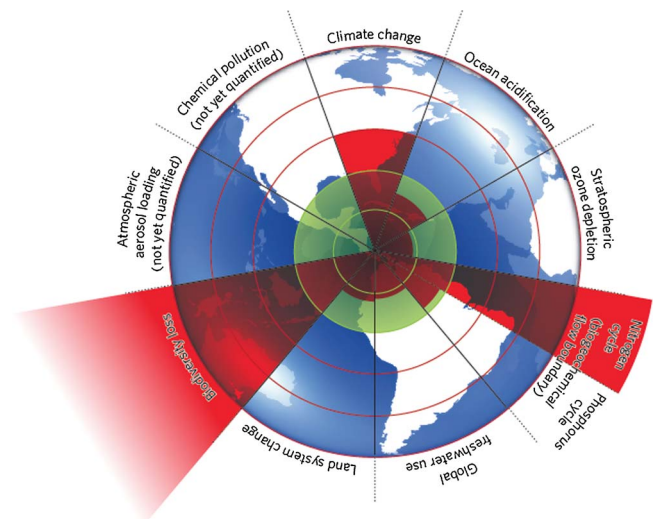 Climate change
Ocean acidification
Stratospheric
ozone depletion
Nitrogen
cycle
(biogeochemical
flow boundary)
Phosphorus
cycle
Global
freshwater use
Land system change
Biodiversity loss
Atmospheric
aerosol loading
(not yet quantified)
Chemical pollution
(not yet quantified)